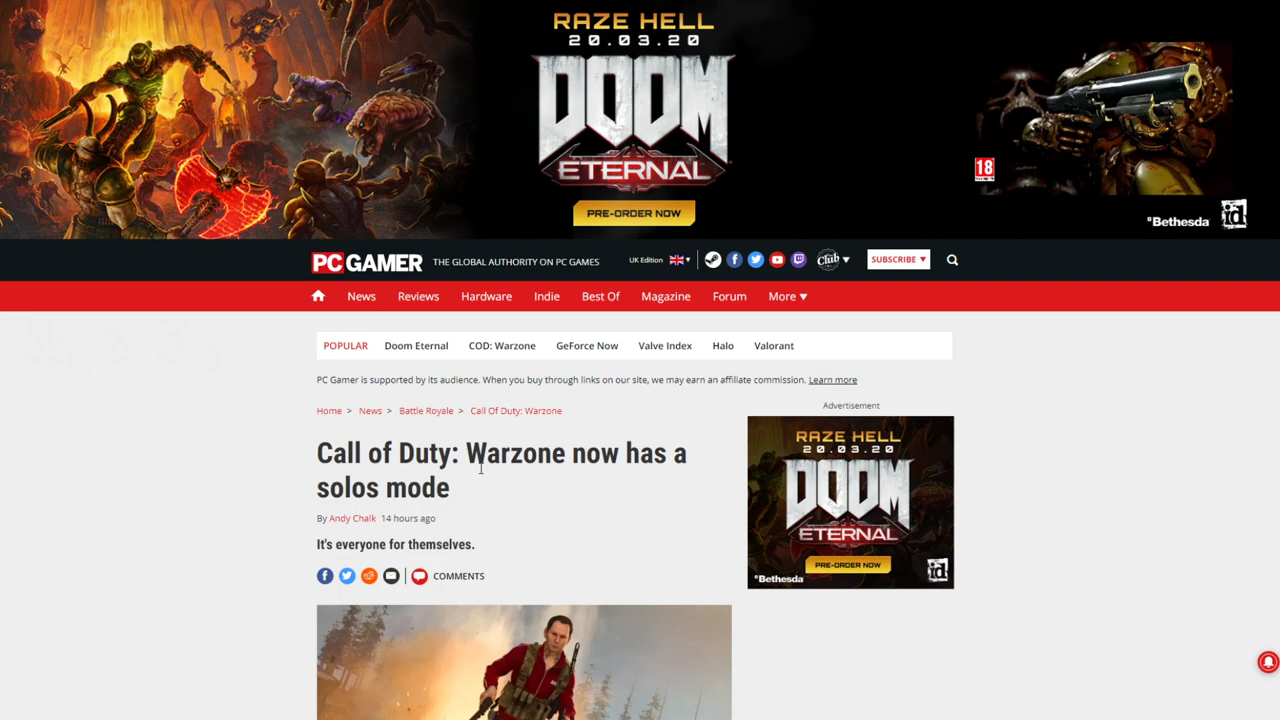 RAZE HELL
20.03.20
DOOM
ETERNAL
PRE-ORDER NOW
18
Bethesda
id
PC GAMER
THE GLOBAL AUTHORITY ON PC GAMES
UK Edition
Club
SUBSCRIBE
News
Reviews
Hardware
Indie
Best Of
Magazine
Forum
More
POPULAR
Doom Eternal
COD: Warzone
GeForce Now
Valve Index
Halo
Valorant
PC Gamer is supported by its audience. When you buy through links on our site, we may earn an affiliate commission. Learn more
Home > News > Battle Royale > Call Of Duty: Warzone
Call of Duty: Warzone now has a
solos mode
By Andy Chalk 14 hours ago
It's everyone for themselves.
COMMENTS
Advertisement
RAZE HELL
20.03.20
DOOM
ETERNAL
PRE-ORDER NOW
Bethesda
id